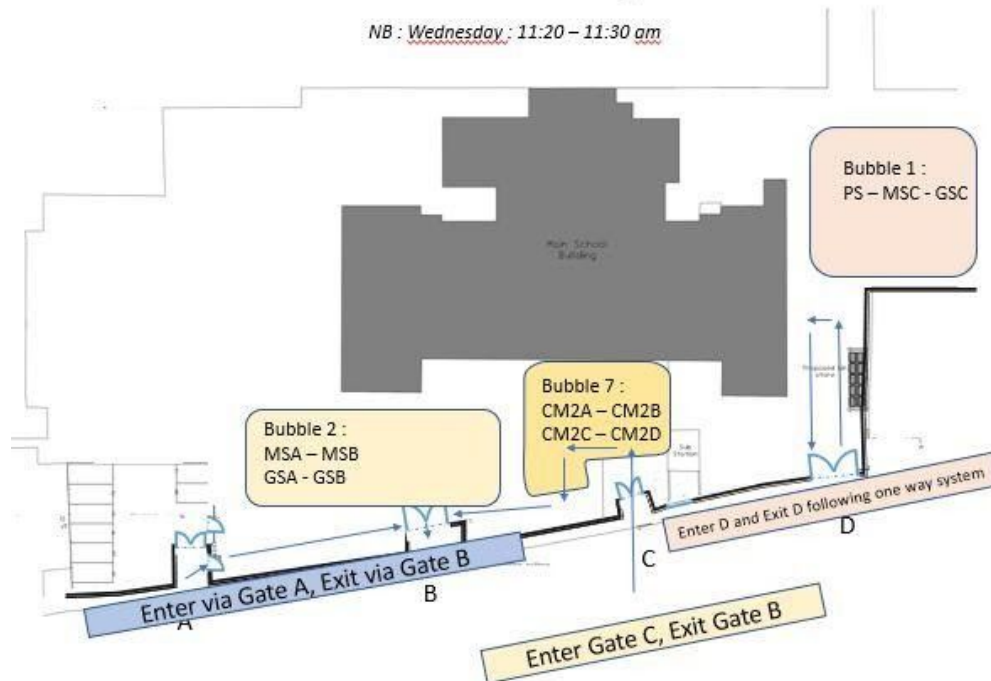 NB : Wednesday : 11:20 – 11:30 am
Bubble 1 :
PS – MSC - GSC
Main School
Building
Bubble 7 :
CM2A – CM2B
CM2C – CM2D
Bubble 2 :
MSA – MSB
GSA - GSB
Sub
Station
Enter D and Exit D following one way system
D
C
Enter via Gate A, Exit via Gate B
B
A
Enter Gate C, Exit Gate B